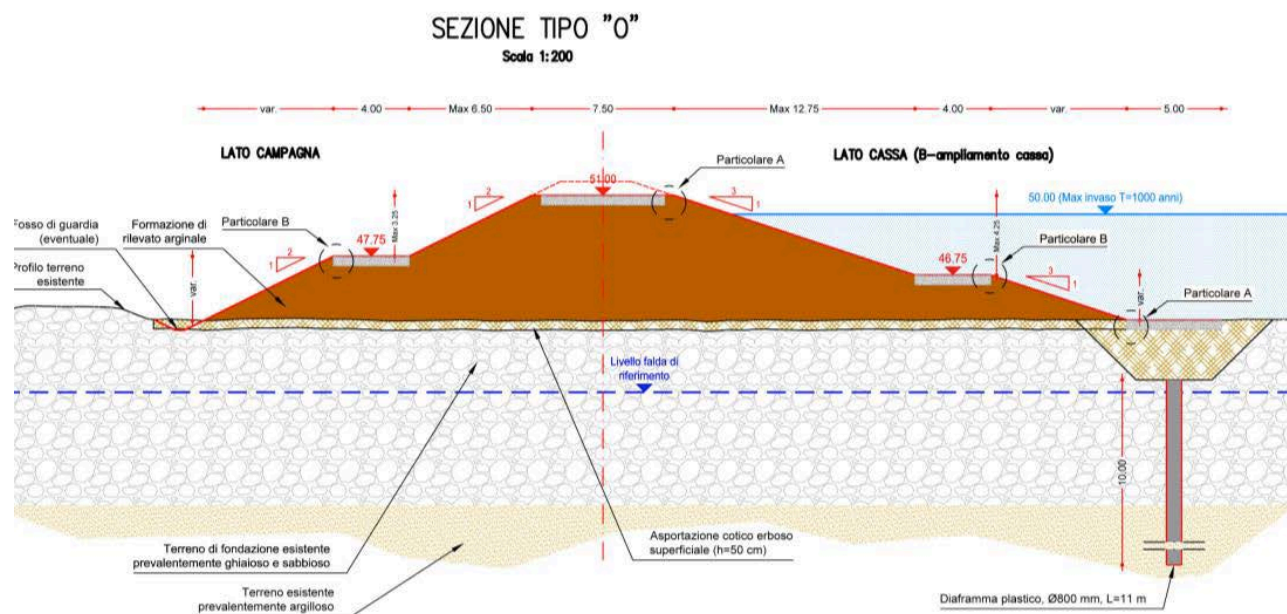 SEZIONE TIPO "O"
Scala 1:200
var.
4.00
Max 6.50
7.50
Max 12.75
4.00
var.
5.00
LATO CAMPAGNA
LATO CASSA (B-ampliamento cassa)
Particolare A
51.00
2
1
3
1
50.00 (Max invaso T=1000 anni)
Fosso di guardia
(eventuale)
Formazione di
rilevato arginale
Particolare B
Max 3.25
47.75
2
1
Max 4.25
Particolare B
46.75
3
1
Profilo terreno
esistente
var.
var.
Particolare A
Livello falda di
riferimento
10.00
Terreno di fondazione esistente
prevalentemente ghiaioso e sabbioso
Asportazione cotico erboso
superficiale (h=50 cm)
Terreno esistente
prevalentemente argilloso
Diaframma plastico, Ø800 mm, L=11 m